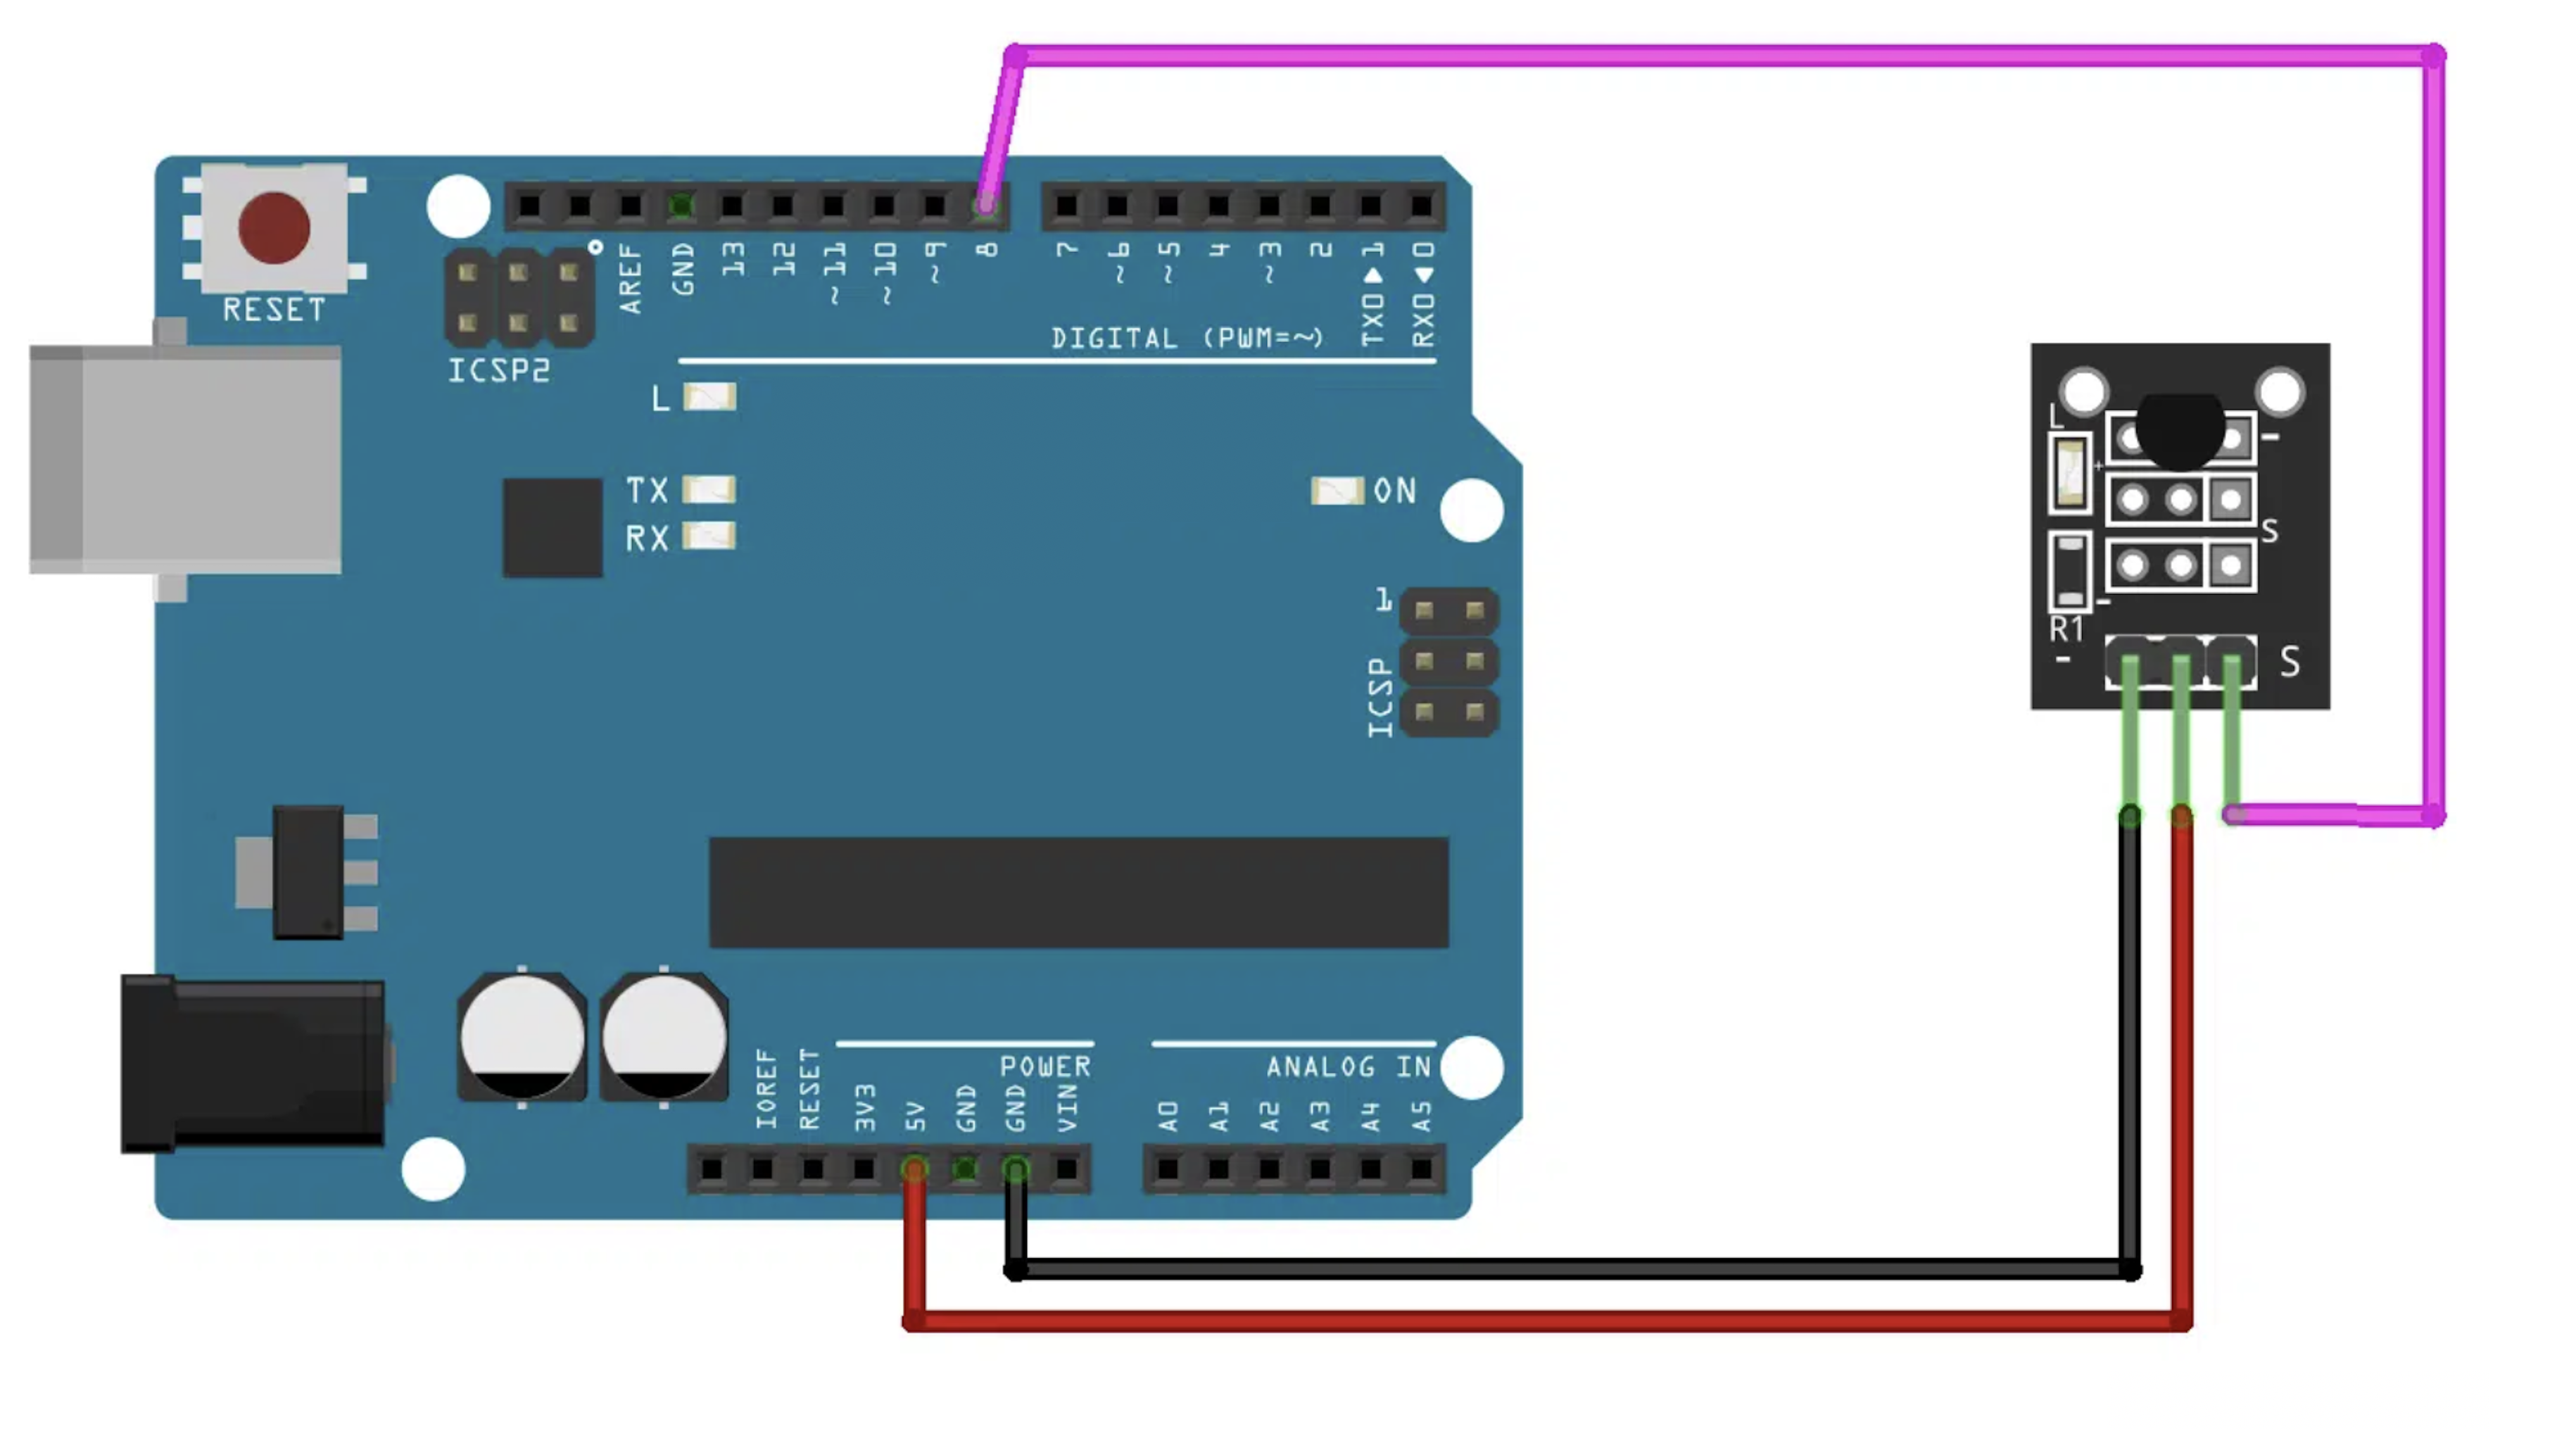 RESET
ICSP2
AREF
GND
13
12
~11
~10
~9
8
7
~6
~5
4
~3
2
TX0▶1
RX0◀0
DIGITAL (PWM=~)
L
TX
RX
ON
1
ICSP
IOREF
RESET
3V3
5V
GND
GND
VIN
POWER
A0
A1
A2
A3
A4
A5
ANALOG IN
L
-
+
S
-
R1
-
S